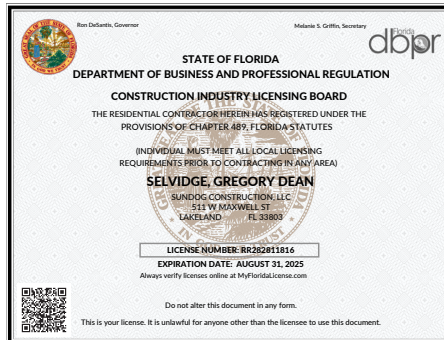 Ron DeSantis, Governor
Melanie S. Griffin, Secretary
Florida
dbpr
STATE OF FLORIDA
DEPARTMENT OF BUSINESS AND PROFESSIONAL REGULATION
CONSTRUCTION INDUSTRY LICENSING BOARD
THE RESIDENTIAL CONTRACTOR HEREIN HAS REGISTERED UNDER THE
PROVISIONS OF CHAPTER 489, FLORIDA STATUTES
(INDIVIDUAL MUST MEET ALL LOCAL LICENSING
REQUIREMENTS PRIOR TO CONTRACTING IN ANY AREA)
SELVIDGE, GREGORY DEAN
SUNDOG CONSTRUCTION, LLC
511 W MAXWELL ST
LAKELAND FL 33803
LICENSE NUMBER: RR282811816
EXPIRATION DATE: AUGUST 31, 2025
Always verify licenses online at MyFloridaLicense.com
Do not alter this document in any form.
This is your license. It is unlawful for anyone other than the licensee to use this document.